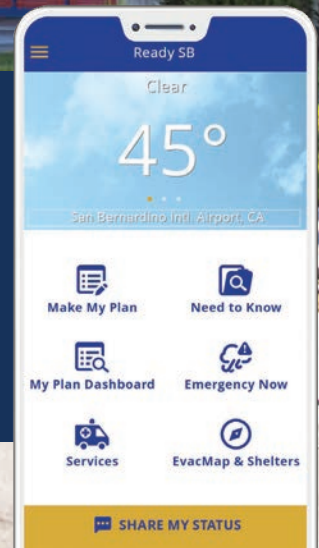 Ready SB
Clear
45°
San Bernardino Intl. Airport, CA
Make My Plan
Need to Know
My Plan Dashboard
Emergency Now
Services
EvacMap & Shelters
SHARE MY STATUS